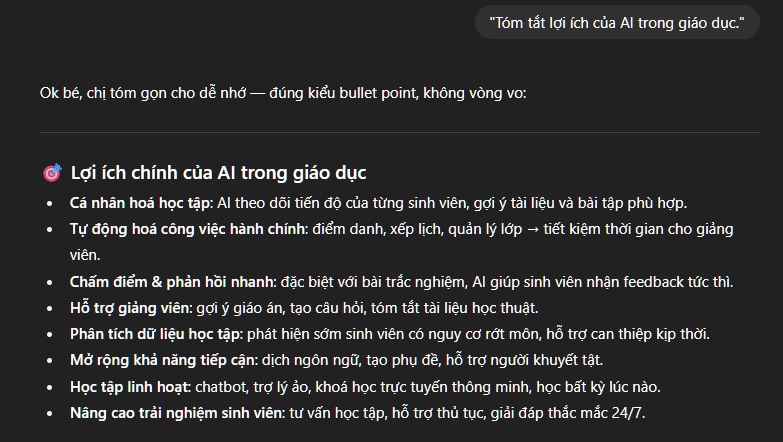 "Tóm tắt lợi ích của AI trong giáo dục."
Ok bé, chị tóm gọn cho dễ nhớ — đúng kiểu bullet point, không vòng vo:
🎯 Lợi ích chính của AI trong giáo dục
• Cá nhân hoá học tập: AI theo dõi tiến độ của từng sinh viên, gợi ý tài liệu và bài tập phù hợp.
• Tự động hoá công việc hành chính: điểm danh, xếp lịch, quản lý lớp → tiết kiệm thời gian cho giảng
viên.
• Chấm điểm & phản hồi nhanh: đặc biệt với bài trắc nghiệm, AI giúp sinh viên nhận feedback tức thì.
• Hỗ trợ giảng viên: gợi ý giáo án, tạo câu hỏi, tóm tắt tài liệu học thuật.
• Phân tích dữ liệu học tập: phát hiện sớm sinh viên có nguy cơ rớt môn, hỗ trợ can thiệp kịp thời.
• Mở rộng khả năng tiếp cận: dịch ngôn ngữ, tạo phụ đề, hỗ trợ người khuyết tật.
• Học tập linh hoạt: chatbot, trợ lý ảo, khoá học trực tuyến thông minh, học bất kỳ lúc nào.
• Nâng cao trải nghiệm sinh viên: tư vấn học tập, hỗ trợ thủ tục, giải đáp thắc mắc 24/7.